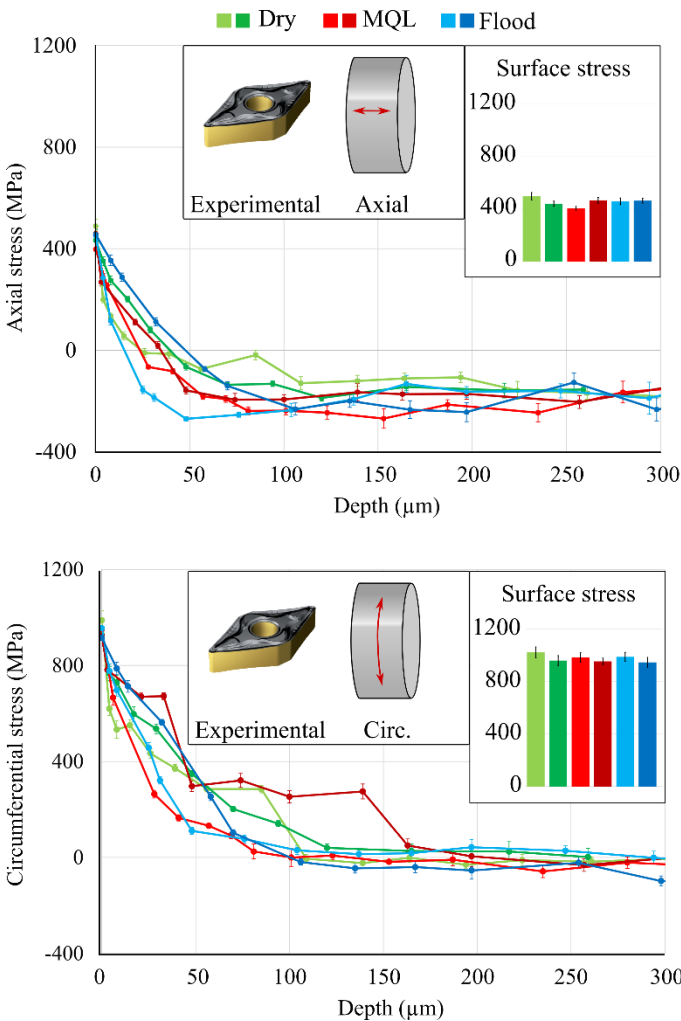 Dry MQL Flood
1200
800
400
0
-400
Axial stress (MPa)
Experimental
Axial
Surface stress
1200
800
400
0
0 50 100 150 200 250 300
Depth (µm)
1200
800
400
0
-400
Circumferential stress (MPa)
Experimental
Circ.
Surface stress
1200
800
400
0
0 50 100 150 200 250 300
Depth (µm)